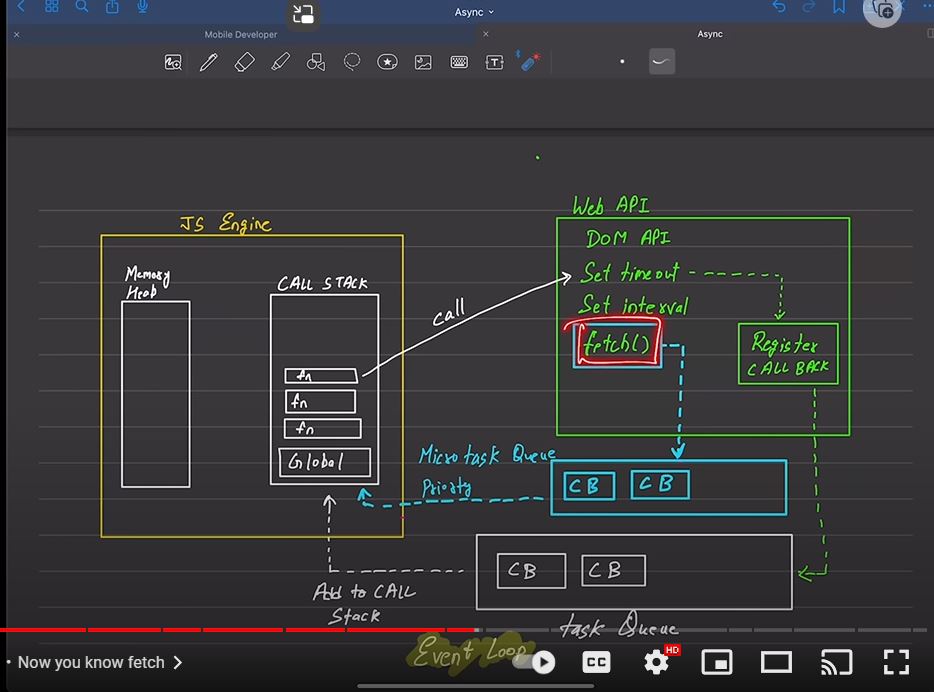 Async
Mobile Developer
Async
JS Engine
Memory
Heap
CALL STACK
fn
fn
fn
Global
call
Web API
DOM API
Set timeout
Set interval
fetch()
Register
CALL BACK
Microtask Queue
Priority
CB CB
CB CB
Add to CALL
Stack
task Queue
Event Loop
• Now you know fetch
CC
HD